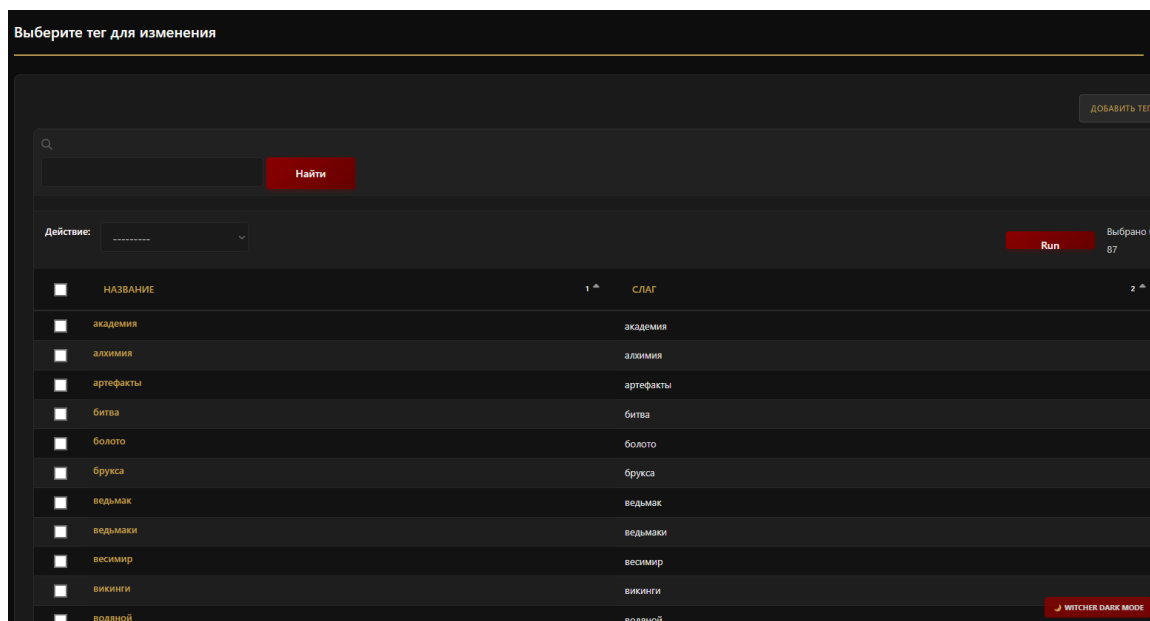 Выберите тег для изменения
ДОБАВИТЬ ТЕГ
Найти
Действие:
---------
Run
Выбрано
87
НАЗВАНИЕ 1 СЛАГ 2
академия академия
алхимия алхимия
артефакты артефакты
битва битва
болото болото
брукса брукса
ведьмак ведьмак
ведьмаки ведьмаки
весимир весимир
викинги викинги
водяной водяной
WITCHER DARK MODE